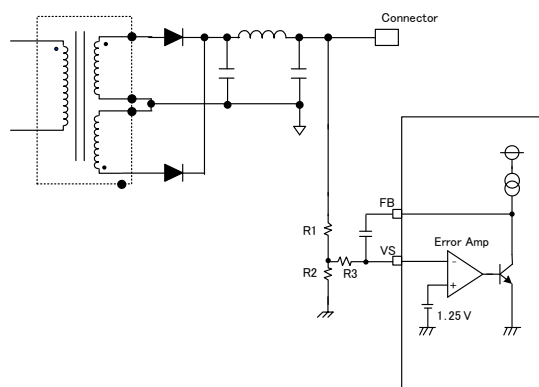 Connector
FB
R1
Error Amp
VS
R2
R3
-
+
1.25 V